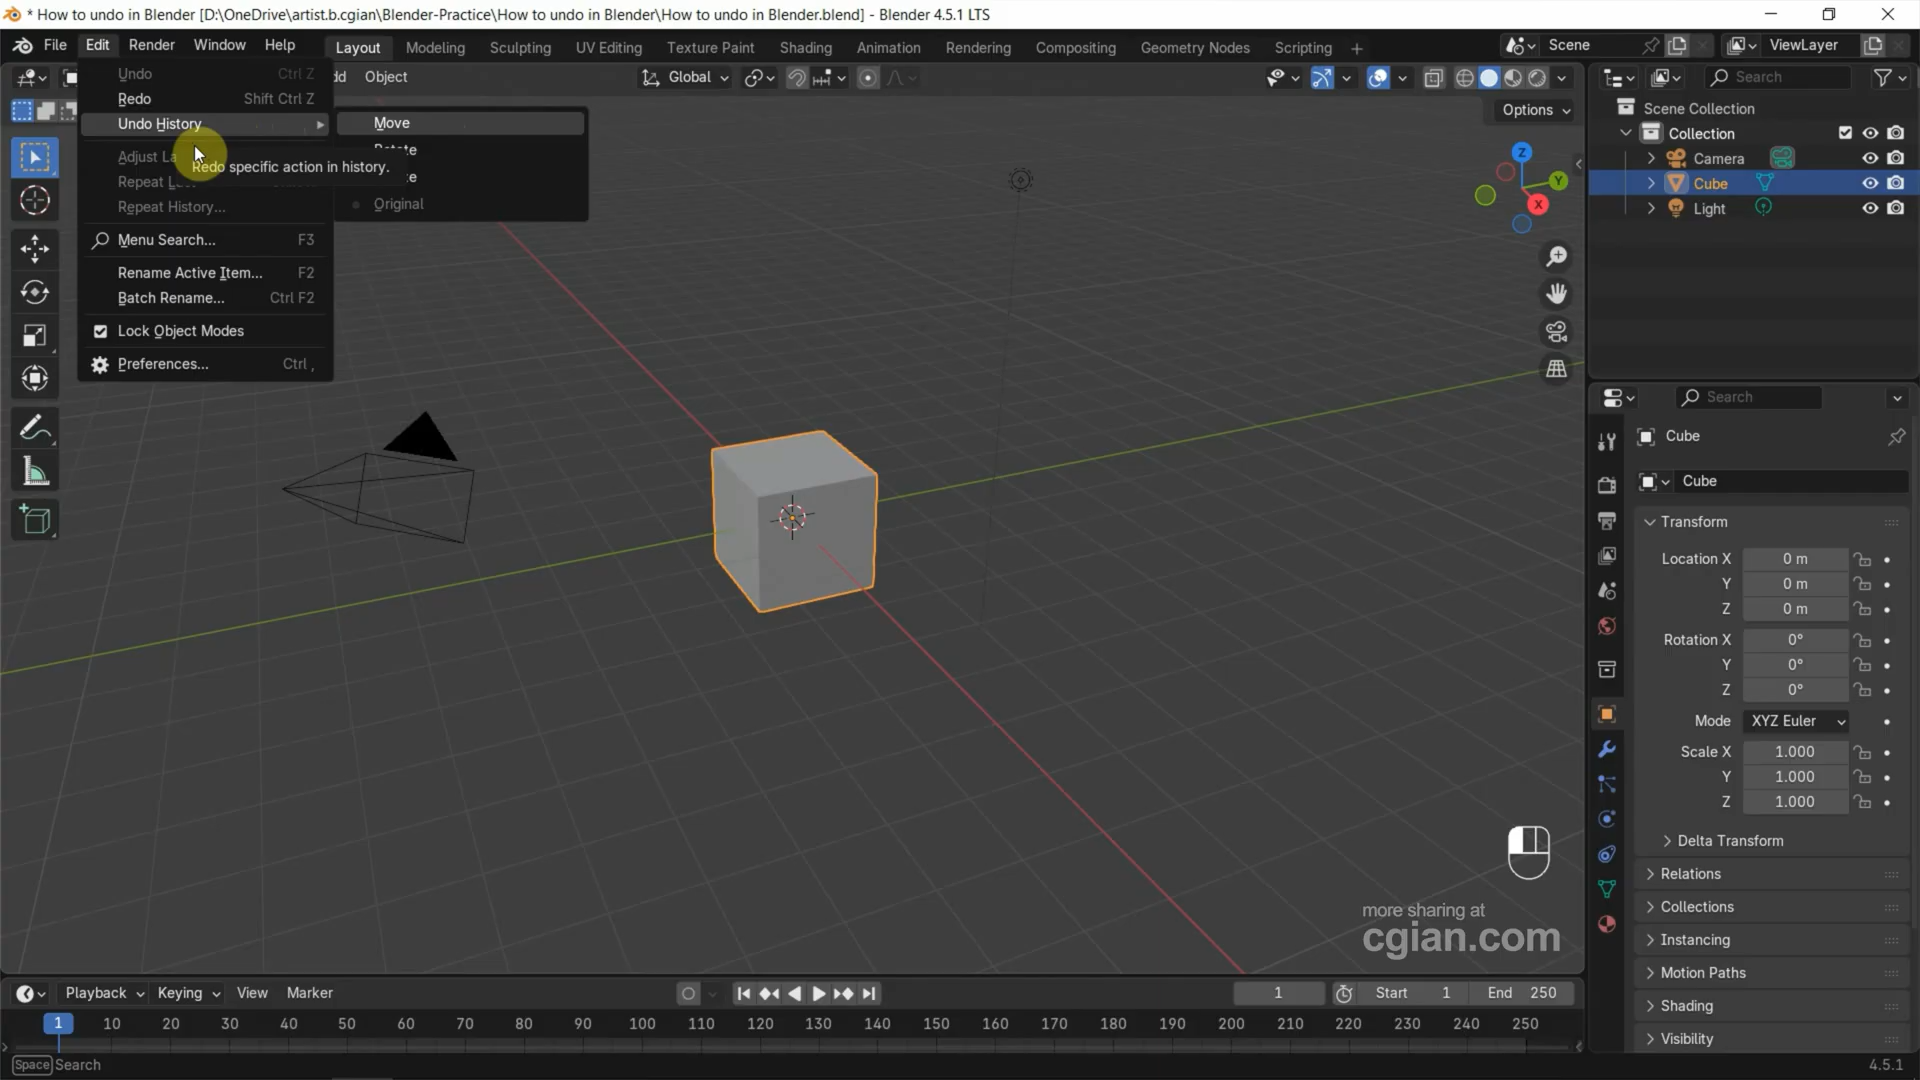 * How to undo in Blender [D:\OneDrive\artist.b.cgian\Blender-Practice\How to undo in Blender\How to undo in Blender.blend] - Blender 4.5.1 LTS
File Edit Render Window Help Layout Modeling Sculpting UV Editing Texture Paint Shading Animation Rendering Compositing Geometry Nodes Scripting + Scene ViewLayer
Undo Ctrl Z
Object Global Search
Redo Shift Ctrl Z
Options
Scene Collection
Undo History
Move
Collection
Redo specific action in history.
Camera
Cube
Light
Repeat History...
Original
Menu Search... F3
Rename Active Item... F2
Batch Rename... Ctrl F2
Lock Object Modes
Preferences... Ctrl ,
Z
Y
X
Search
Cube
Cube
Transform
Location X 0 m
Y 0 m
Z 0 m
Rotation X 0°
Y 0°
Z 0°
Mode XYZ Euler
Scale X 1.000
Y 1.000
Z 1.000
Delta Transform
Relations
Collections
Instancing
Motion Paths
Shading
Visibility
more sharing at
cgian.com
Playback Keying View Marker 1 Start 1 End 250
1 10 20 30 40 50 60 70 80 90 100 110 120 130 140 150 160 170 180 190 200 210 220 230 240 250
Space Search 4.5.1